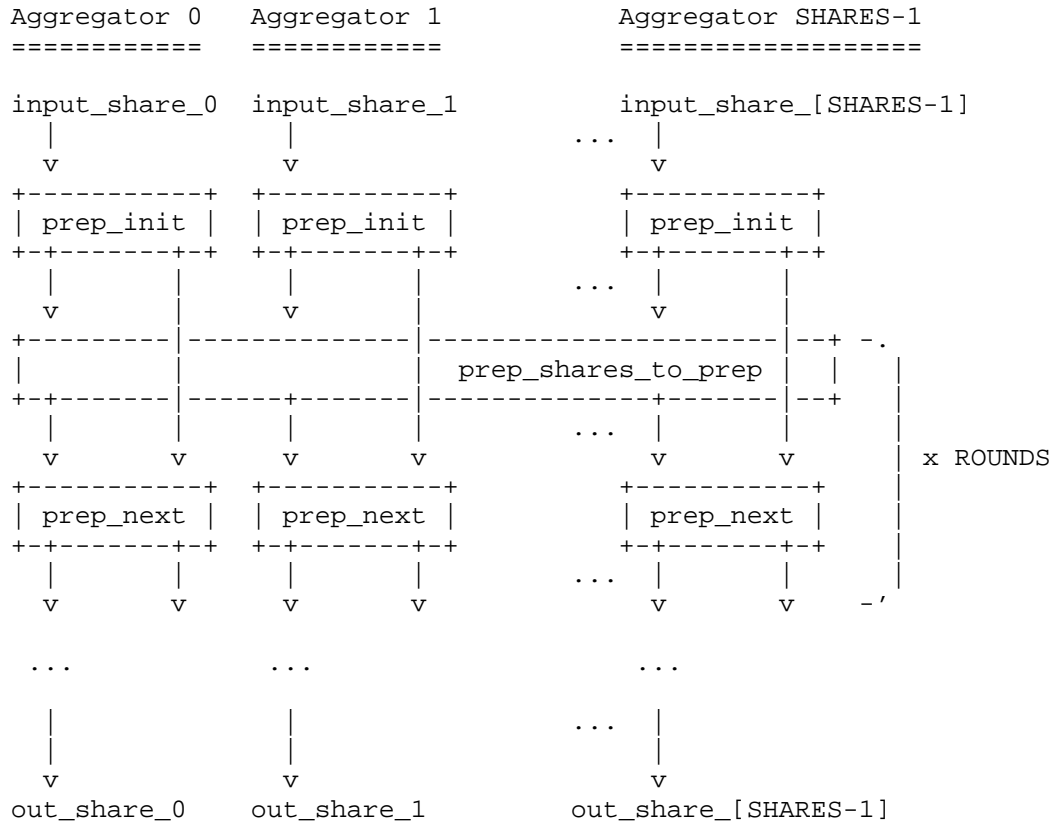 Aggregator 0   Aggregator 1             Aggregator SHARES-1
============   ============             ===================
input_share_0  input_share_1            input_share_[SHARES-1]
|              |                   ...  |
v              v                        v
+-----------+  +-----------+            +-----------+
| prep_init |  | prep_init |            | prep_init |
+-+-------+-+  +-+-------+-+            +-+-------+-+
|       |      |       |           ...  |       |
v       |      v       |                v       |
+---------|--------------|----------------------|--+ -.
|         |              |  prep_shares_to_prep |  |   |
+-+-------|------+-------|--------------+-------|--+   |
|       |      |       |           ...  |       |      |
v       v      v       v                v       v      | x ROUNDS
+-----------+  +-----------+            +-----------+     |
| prep_next |  | prep_next |            | prep_next |     |
+-+-------+-+  +-+-------+-+            +-+-------+-+     |
|       |      |       |           ...  |       |      |
v       v      v       v                v       v    -’
...            ...                      ...
|              |                   ...  |
|              |                        |
v              v                        v
out_share_0    out_share_1         out_share_[SHARES-1]